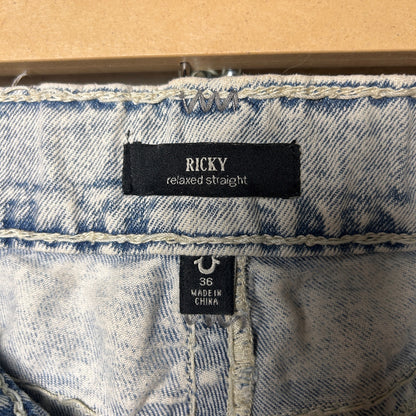 RICKY
relaxed straight
36
MADE IN
CHINA